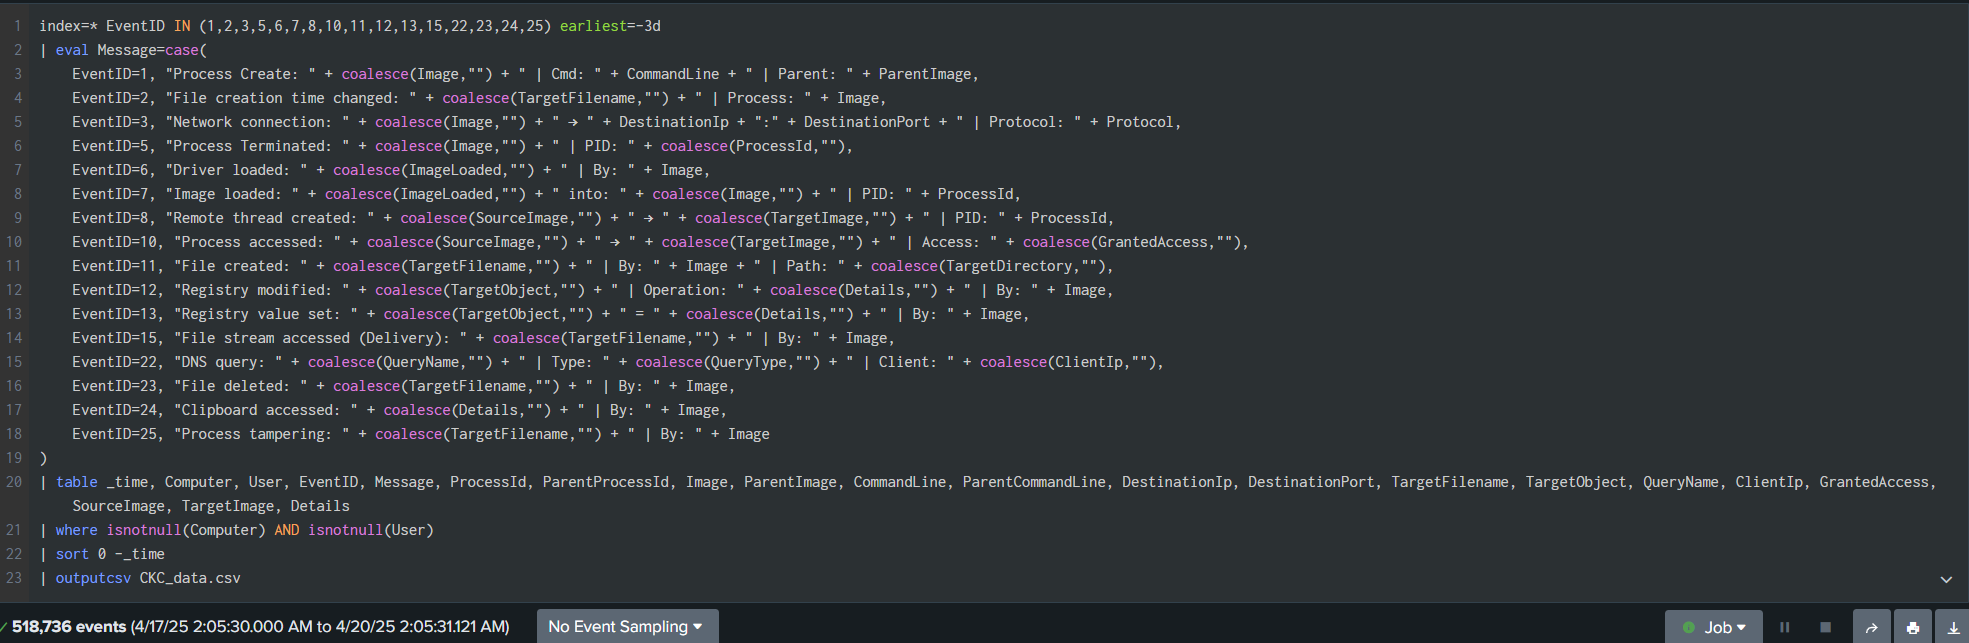 1 index=* EventID IN (1,2,3,5,6,7,8,10,11,12,13,15,22,23,24,25) earliest=-3d
2 | eval Message=case(
3 EventID=1, "Process Create: " + coalesce(Image,"") + " | Cmd: " + CommandLine + " | Parent: " + ParentImage,
4 EventID=2, "File creation time changed: " + coalesce(TargetFilename,"") + " | Process: " + Image,
5 EventID=3, "Network connection: " + coalesce(Image,"") + " → " + DestinationIp + ":" + DestinationPort + " | Protocol: " + Protocol,
6 EventID=5, "Process Terminated: " + coalesce(Image,"") + " | PID: " + coalesce(ProcessId,""),
7 EventID=6, "Driver loaded: " + coalesce(ImageLoaded,"") + " | By: " + Image,
8 EventID=7, "Image loaded: " + coalesce(ImageLoaded,"") + " into: " + coalesce(Image,"") + " | PID: " + ProcessId,
9 EventID=8, "Remote thread created: " + coalesce(SourceImage,"") + " → " + coalesce(TargetImage,"") + " | PID: " + ProcessId,
10 EventID=10, "Process accessed: " + coalesce(SourceImage,"") + " → " + coalesce(TargetImage,"") + " | Access: " + coalesce(GrantedAccess,""),
11 EventID=11, "File created: " + coalesce(TargetFilename,"") + " | By: " + Image + " | Path: " + coalesce(TargetDirectory,""),
12 EventID=12, "Registry modified: " + coalesce(TargetObject,"") + " | Operation: " + coalesce(Details,"") + " | By: " + Image,
13 EventID=13, "Registry value set: " + coalesce(TargetObject,"") + " = " + coalesce(Details,"") + " | By: " + Image,
14 EventID=15, "File stream accessed (Delivery): " + coalesce(TargetFilename,"") + " | By: " + Image,
15 EventID=22, "DNS query: " + coalesce(QueryName,"") + " | Type: " + coalesce(QueryType,"") + " | Client: " + coalesce(ClientIp,""),
16 EventID=23, "File deleted: " + coalesce(TargetFilename,"") + " | By: " + Image,
17 EventID=24, "Clipboard accessed: " + coalesce(Details,"") + " | By: " + Image,
18 EventID=25, "Process tampering: " + coalesce(TargetFilename,"") + " | By: " + Image
19 )
20 | table _time, Computer, User, EventID, Message, ProcessId, ParentProcessId, Image, ParentImage, CommandLine, ParentCommandLine, DestinationIp, DestinationPort, TargetFilename, TargetObject, QueryName, ClientIp, GrantedAccess,
SourceImage, TargetImage, Details
21 | where isnotnull(Computer) AND isnotnull(User)
22 | sort 0 -_time
23 | outputcsv CKC_data.csv
518,736 events (4/17/25 2:05:30.000 AM to 4/20/25 2:05:31.121 AM) No Event Sampling Job